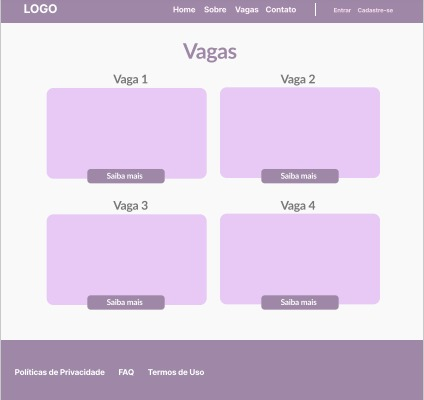 LOGO Home Sobre Vagas Contato Entrar Cadastre-se
Vagas
Vaga 1 Vaga 2
Saiba mais Saiba mais
Vaga 3 Vaga 4
Saiba mais Saiba mais
Políticas de Privacidade FAQ Termos de Uso